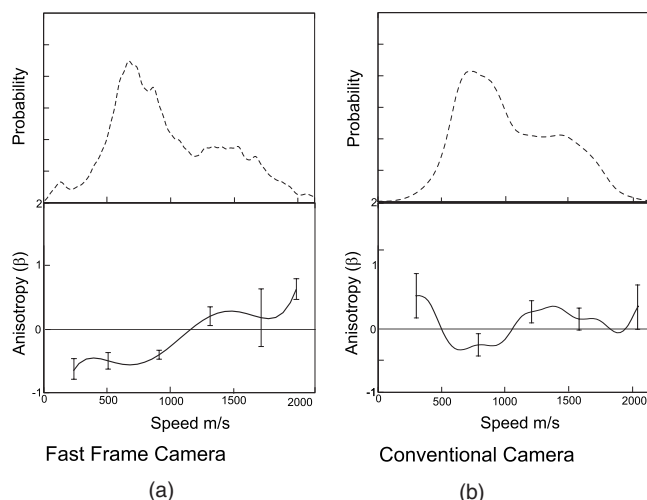 Probability
Probability
2
2
1
1
0
0
-1
-1
Anisotropy (β)
Anisotropy (β)
0 500 1000 1500 2000
0 500 1000 1500 2000
Speed m/s
Speed m/s
Fast Frame Camera
Conventional Camera
(a)
(b)